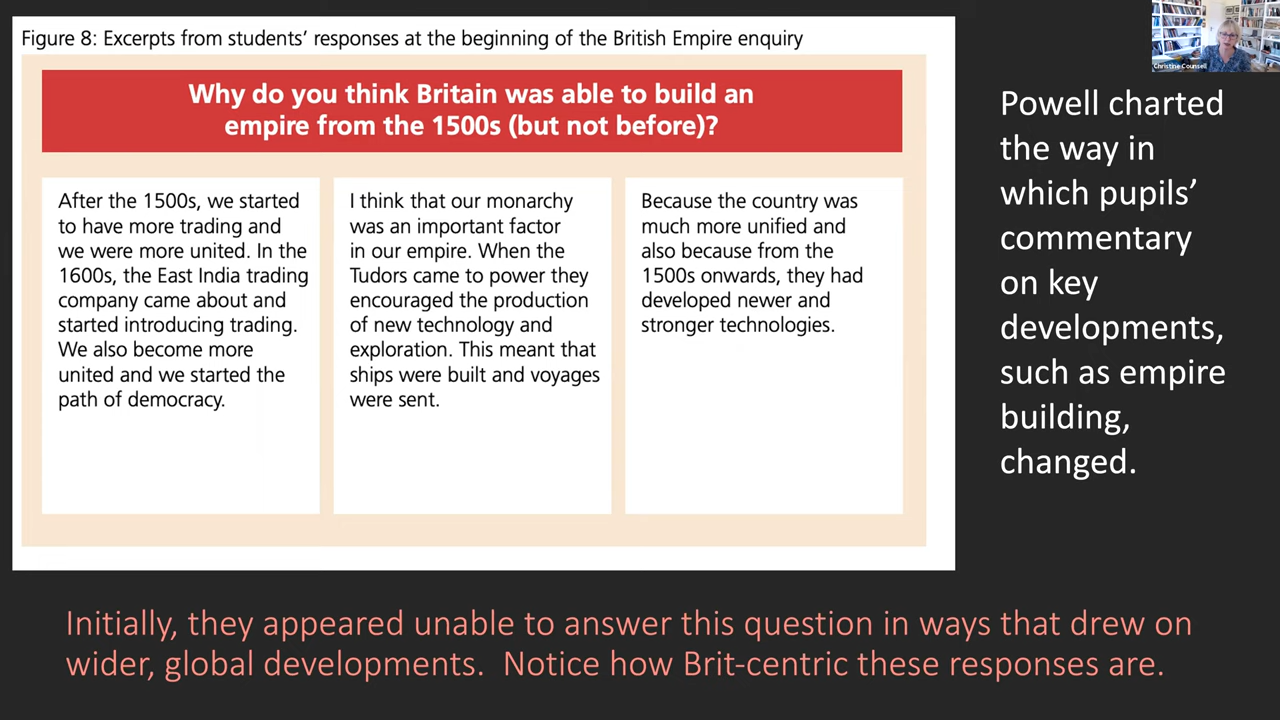 Figure 8: Excerpts from students' responses at the beginning of the British Empire enquiry
Why do you think Britain was able to build an
empire from the 1500s (but not before)?
After the 1500s, we started
to have more trading and
we were more united. In the
1600s, the East India trading
company came about and
started introducing trading.
We also become more
united and we started the
path of democracy.
I think that our monarchy
was an important factor
in our empire. When the
Tudors came to power they
encouraged the production
of new technology and
exploration. This meant that
ships were built and voyages
were sent.
Because the country was
much more unified and
also because from the
1500s onwards, they had
developed newer and
stronger technologies.
Christine Counsell
Powell charted
the way in
which pupils'
commentary
on key
developments,
such as empire
building,
changed.
Initially, they appeared unable to answer this question in ways that drew on
wider, global developments.  Notice how Brit-centric these responses are.